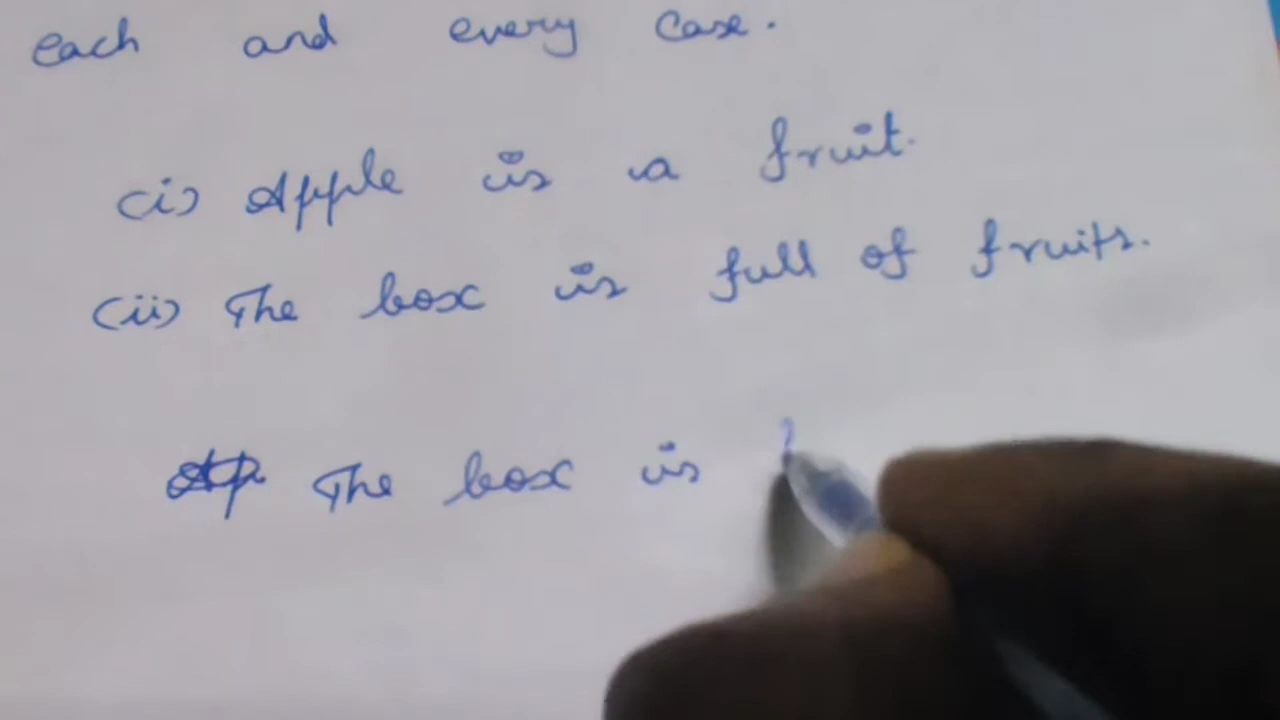 each and every case.
(i) Apple is a fruit.
(ii) The box is full of fruits.
The box is